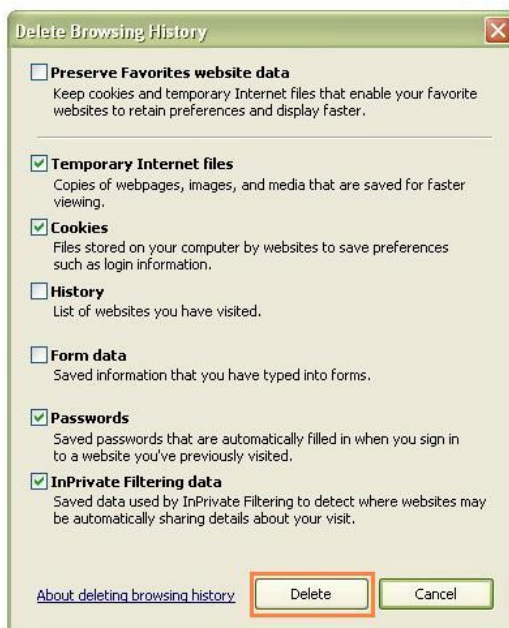 Delete Browsing History
Preserve Favorites website data
Keep cookies and temporary Internet files that enable your favorite
websites to retain preferences and display faster.
Temporary Internet files
Copies of webpages, images, and media that are saved for faster
viewing.
Cookies
Files stored on your computer by websites to save preferences
such as login information.
History
List of websites you have visited.
Form data
Saved information that you have typed into forms.
Passwords
Saved passwords that are automatically filled in when you sign in
to a website you've previously visited.
InPrivate Filtering data
Saved data used by InPrivate Filtering to detect where websites may
be automatically sharing details about your visit.
About deleting browsing history Delete Cancel